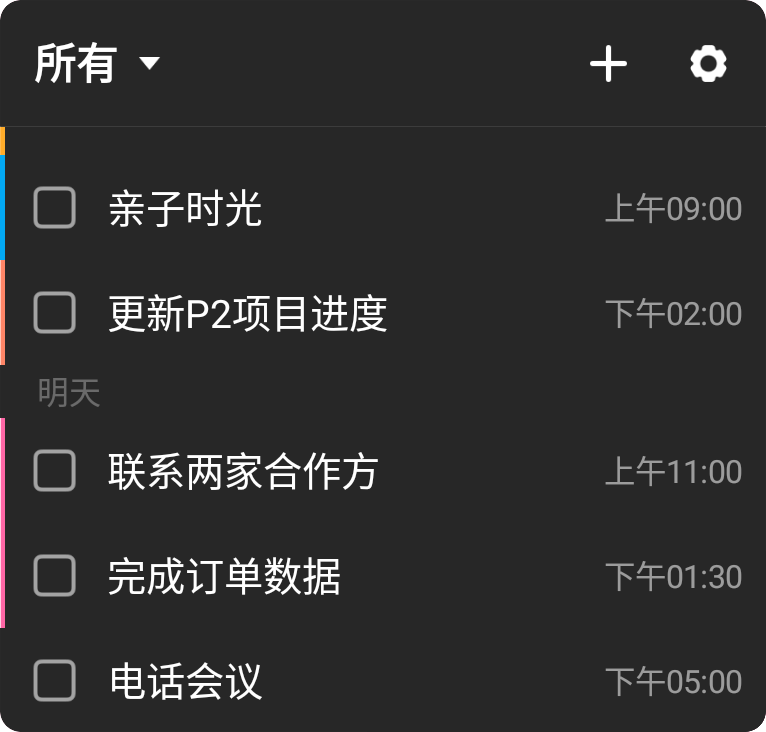 所有
亲子时光 上午09:00
更新P2项目进度 下午02:00
明天
联系两家合作方 上午11:00
完成订单数据 下午01:30
电话会议 下午05:00